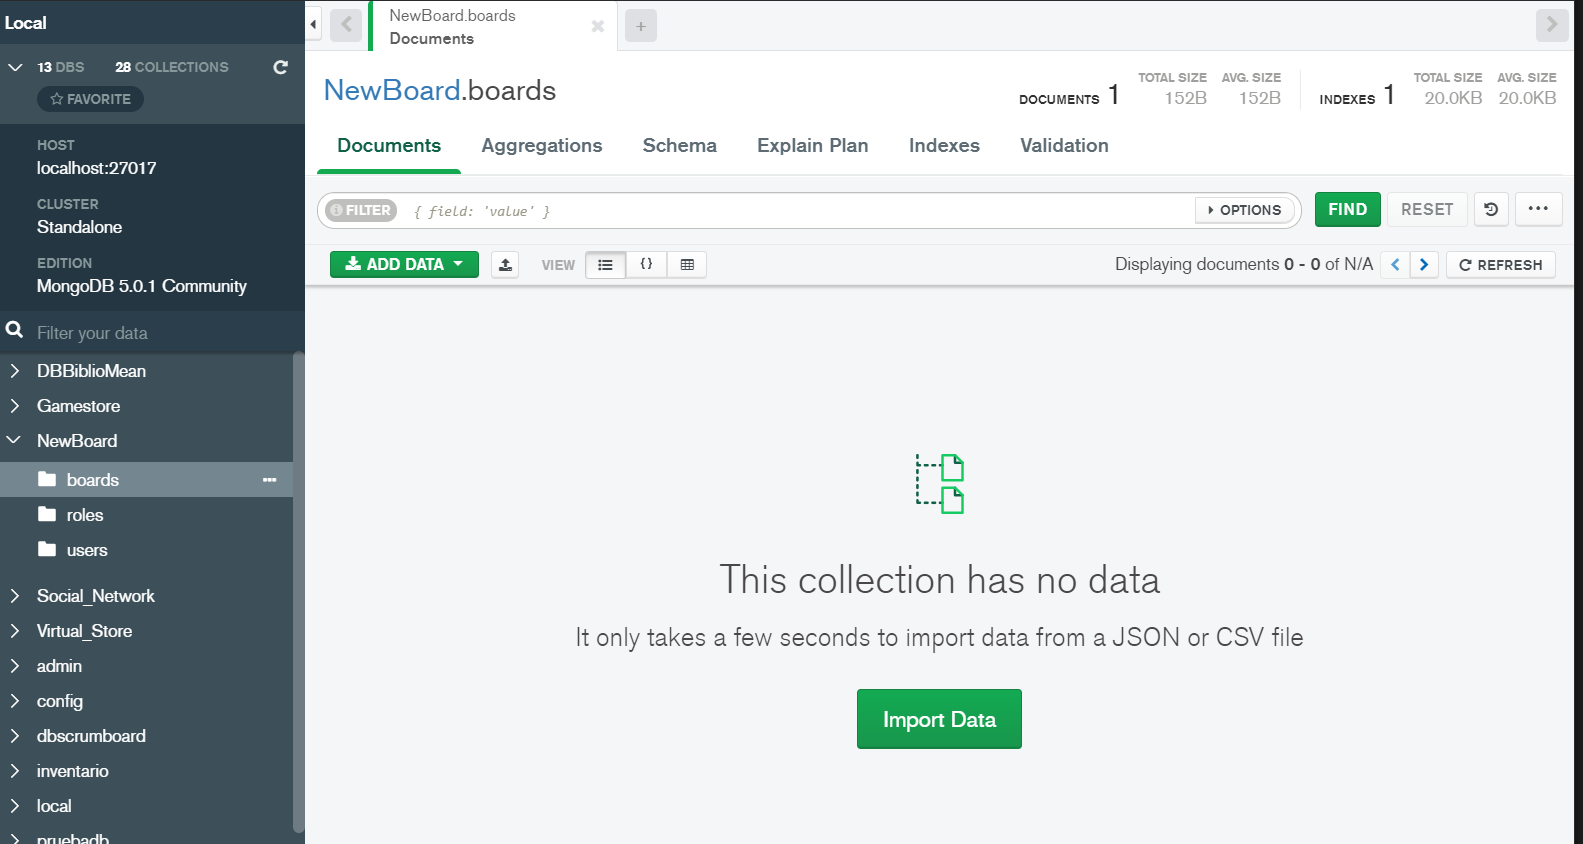 Local
13 DBS 28 COLLECTIONS
FAVORITE
HOST
localhost:27017
CLUSTER
Standalone
EDITION
MongoDB 5.0.1 Community
Filter your data
DBBiblioMean
Gamestore
NewBoard
boards
roles
users
Social_Network
Virtual_Store
admin
config
dbscrumboard
inventario
local
pruebadb
NewBoard.boards
Documents
NewBoard.boards
DOCUMENTS 1
TOTAL SIZE AVG. SIZE
152B 152B
INDEXES 1
TOTAL SIZE AVG. SIZE
20.0KB 20.0KB
Documents Aggregations Schema Explain Plan Indexes Validation
FILTER { field: 'value' } OPTIONS FIND RESET
ADD DATA VIEW { } Displaying documents 0 - 0 of N/A REFRESH
This collection has no data
It only takes a few seconds to import data from a JSON or CSV file
Import Data